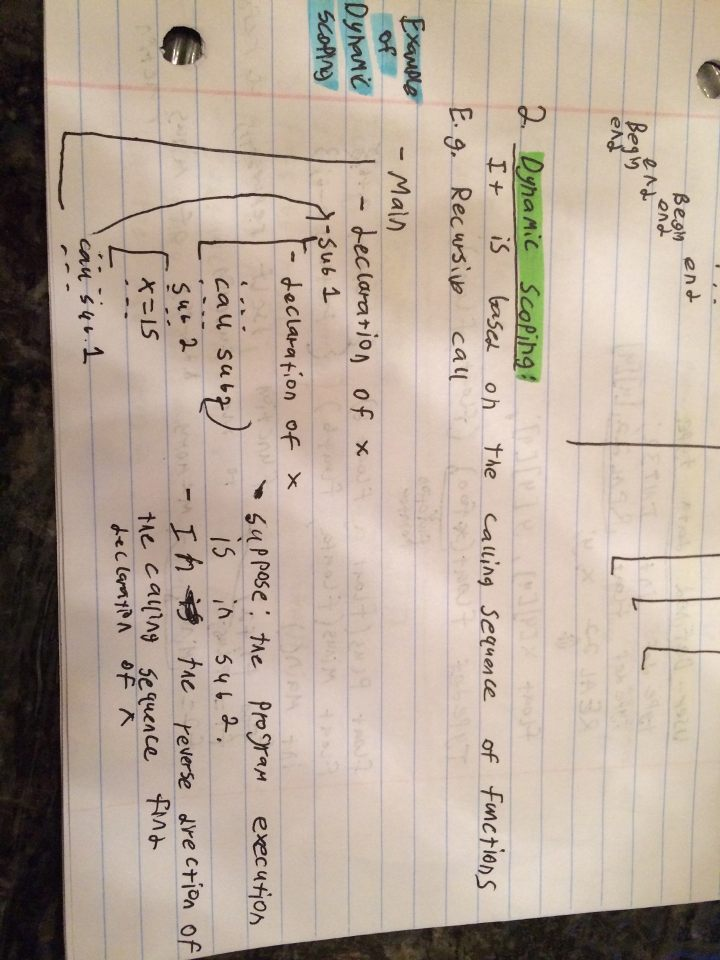 Begin
end
end
Begin
end
end
2. Dynamic Scoping:
It is based on the calling sequence of functions
E.g. Recursive call
Example
of
Dynamic
scoping
- Main
- declaration of x
- Sub 1
- declaration of x
call sub2
sub 2
x=15
call sub.1
suppose: the program execution
is in sub 2.
- In the reverse direction of
the calling sequence find
declaration of x